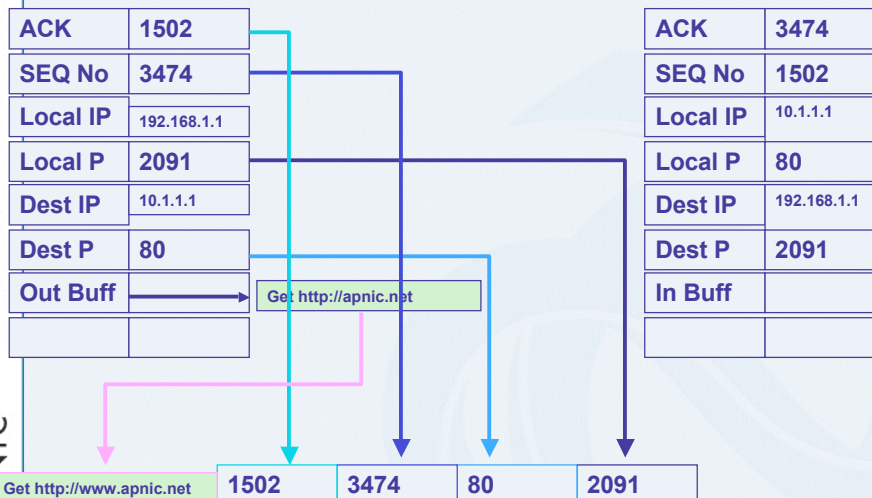 ACK 1502
SEQ No 3474
Local IP 192.168.1.1
Local P 2091
Dest IP 10.1.1.1
Dest P 80
Out Buff Get http://apnic.net
ACK 3474
SEQ No 1502
Local IP 10.1.1.1
Local P 80
Dest IP 192.168.1.1
Dest P 2091
In Buff
Get http://www.apnic.net 1502 3474 80 2091